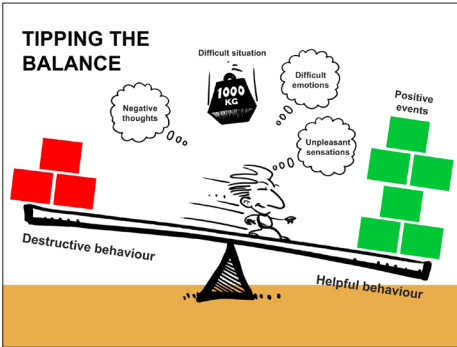 TIPPING THE
BALANCE
Difficult situation
1000
KG
Difficult
emotions
Negative
thoughts
Unpleasant
sensations
Positive
events
Destructive behaviour
Helpful behaviour